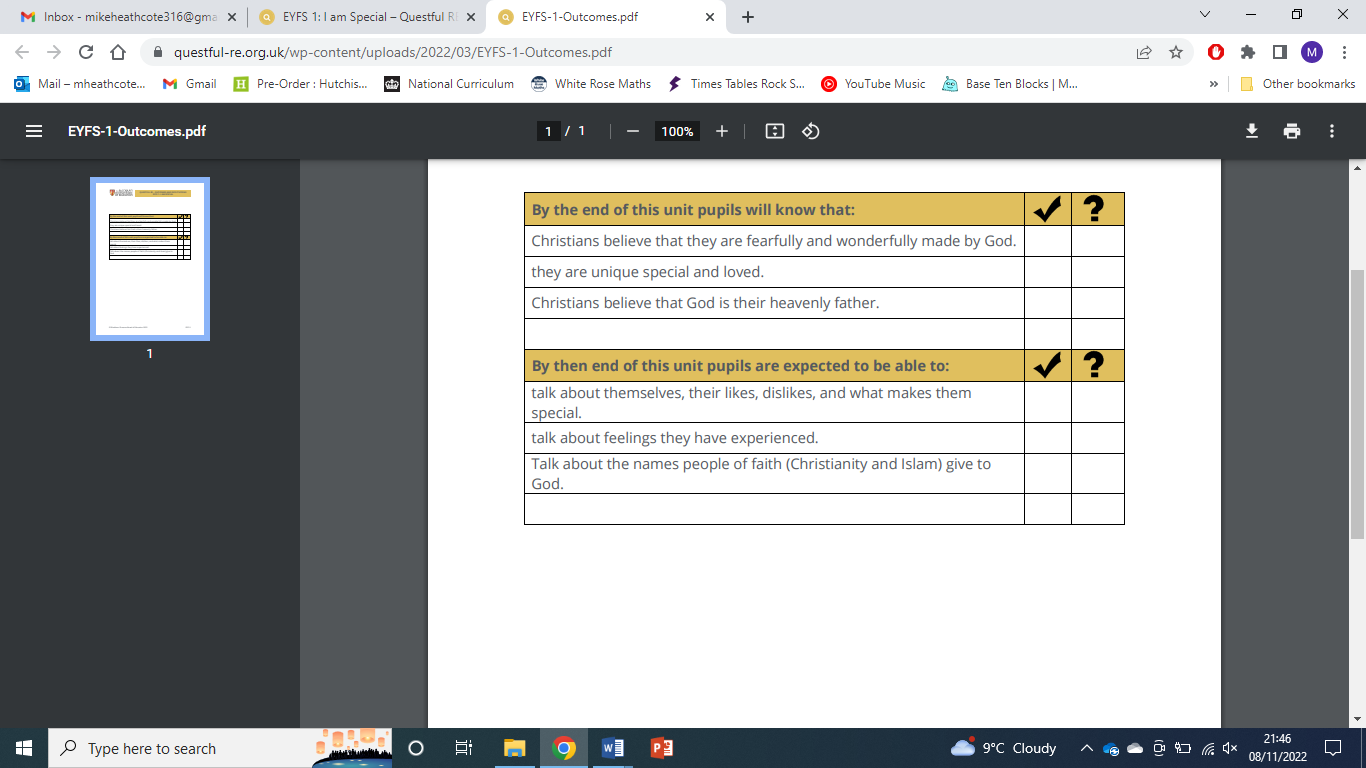 Inbox - mikeheathcote316@gma
EYFS 1: I am Special – Questful RE
EYFS-1-Outcomes.pdf
questful-re.org.uk/wp-content/uploads/2022/03/EYFS-1-Outcomes.pdf
M
Mail – mheathcote...
Gmail
Pre-Order : Hutchis...
National Curriculum
White Rose Maths
Times Tables Rock S...
YouTube Music
Base Ten Blocks | M...
»
Other bookmarks
EYFS-1-Outcomes.pdf
1 / 1
100%
1
By the end of this unit pupils will know that:
Christians believe that they are fearfully and wonderfully made by God.
they are unique special and loved.
Christians believe that God is their heavenly father.
By then end of this unit pupils are expected to be able to:
talk about themselves, their likes, dislikes, and what makes them
special.
talk about feelings they have experienced.
Talk about the names people of faith (Christianity and Islam) give to
God.
Type here to search
9°C Cloudy
21:46
08/11/2022